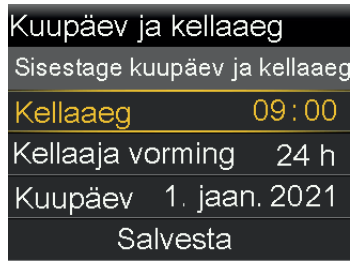 Kuupäev ja kellaaeg
Sisestage kuupäev ja kellaaeg
Kellaaeg 09:00
Kellaaja vorming 24 h
Kuupäev 1. jaan. 2021
Salvesta